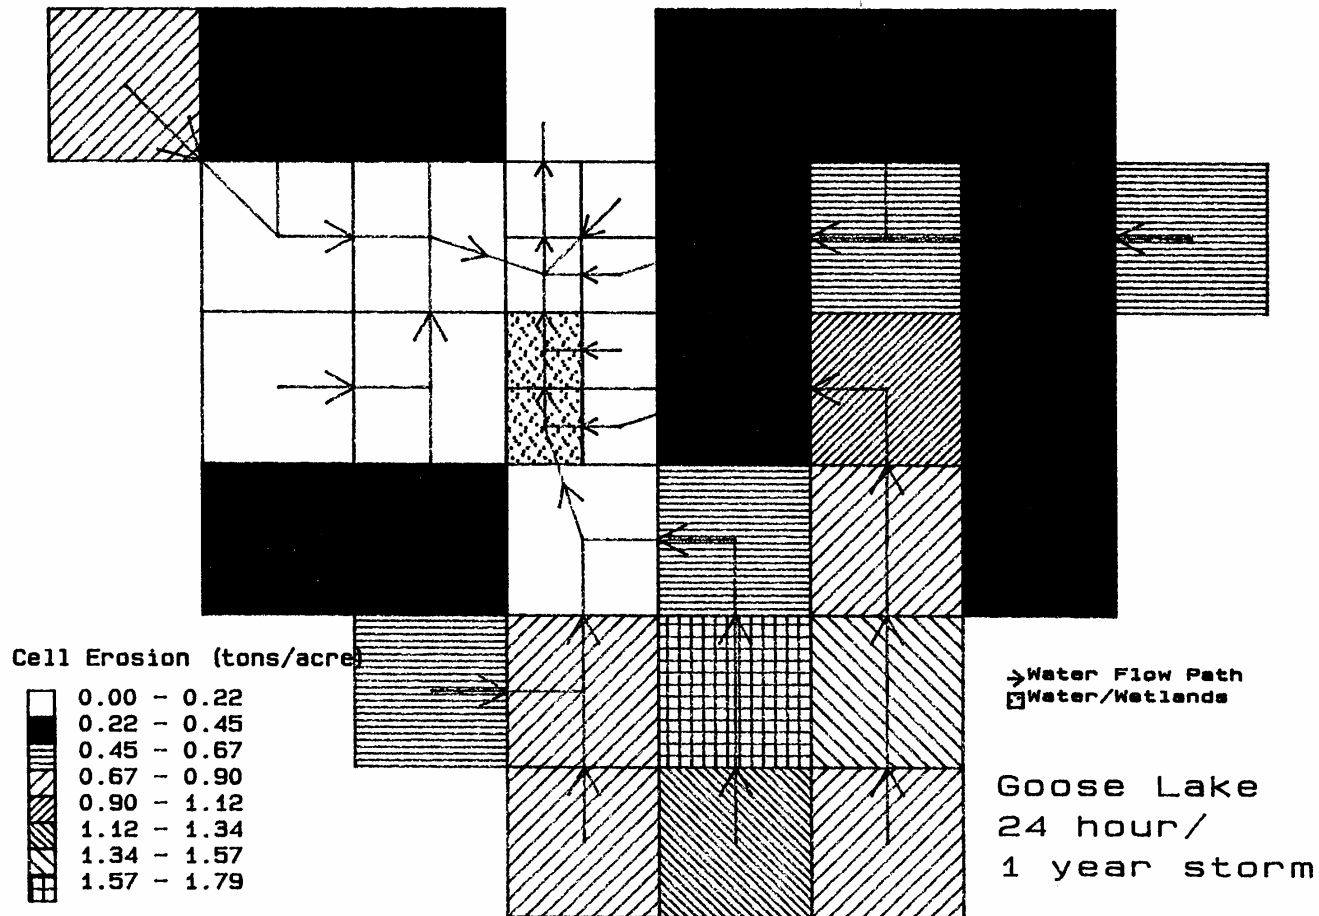 Cell Erosion (tons/acre)
0.00 - 0.22
0.22 - 0.45
0.45 - 0.67
0.67 - 0.90
0.90 - 1.12
1.12 - 1.34
1.34 - 1.57
1.57 - 1.79
Water Flow Path
Water/Wetlands
Goose Lake
24 hour/
1 year storm